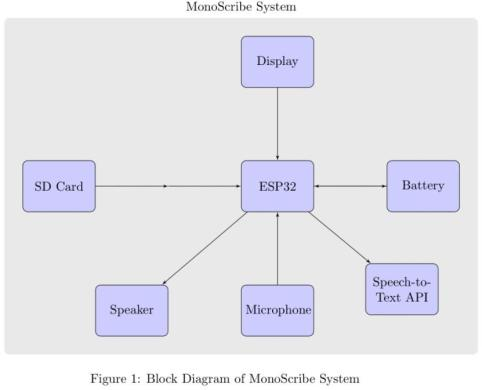 MonoScribe System
Display
SD Card
ESP32
Battery
Speaker
Microphone
Speech-to-
Text API
Figure 1: Block Diagram of MonoScribe System